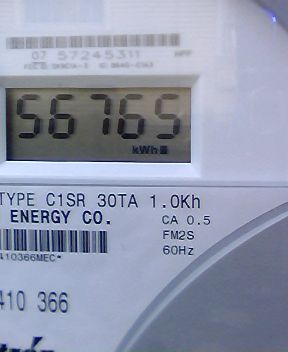 07 57245311
56765
kWh
TYPE C1SR 30TA 1.0Kh
ENERGY CO.
CA 0.5
FM2S
60Hz
410366MEC*
410 366